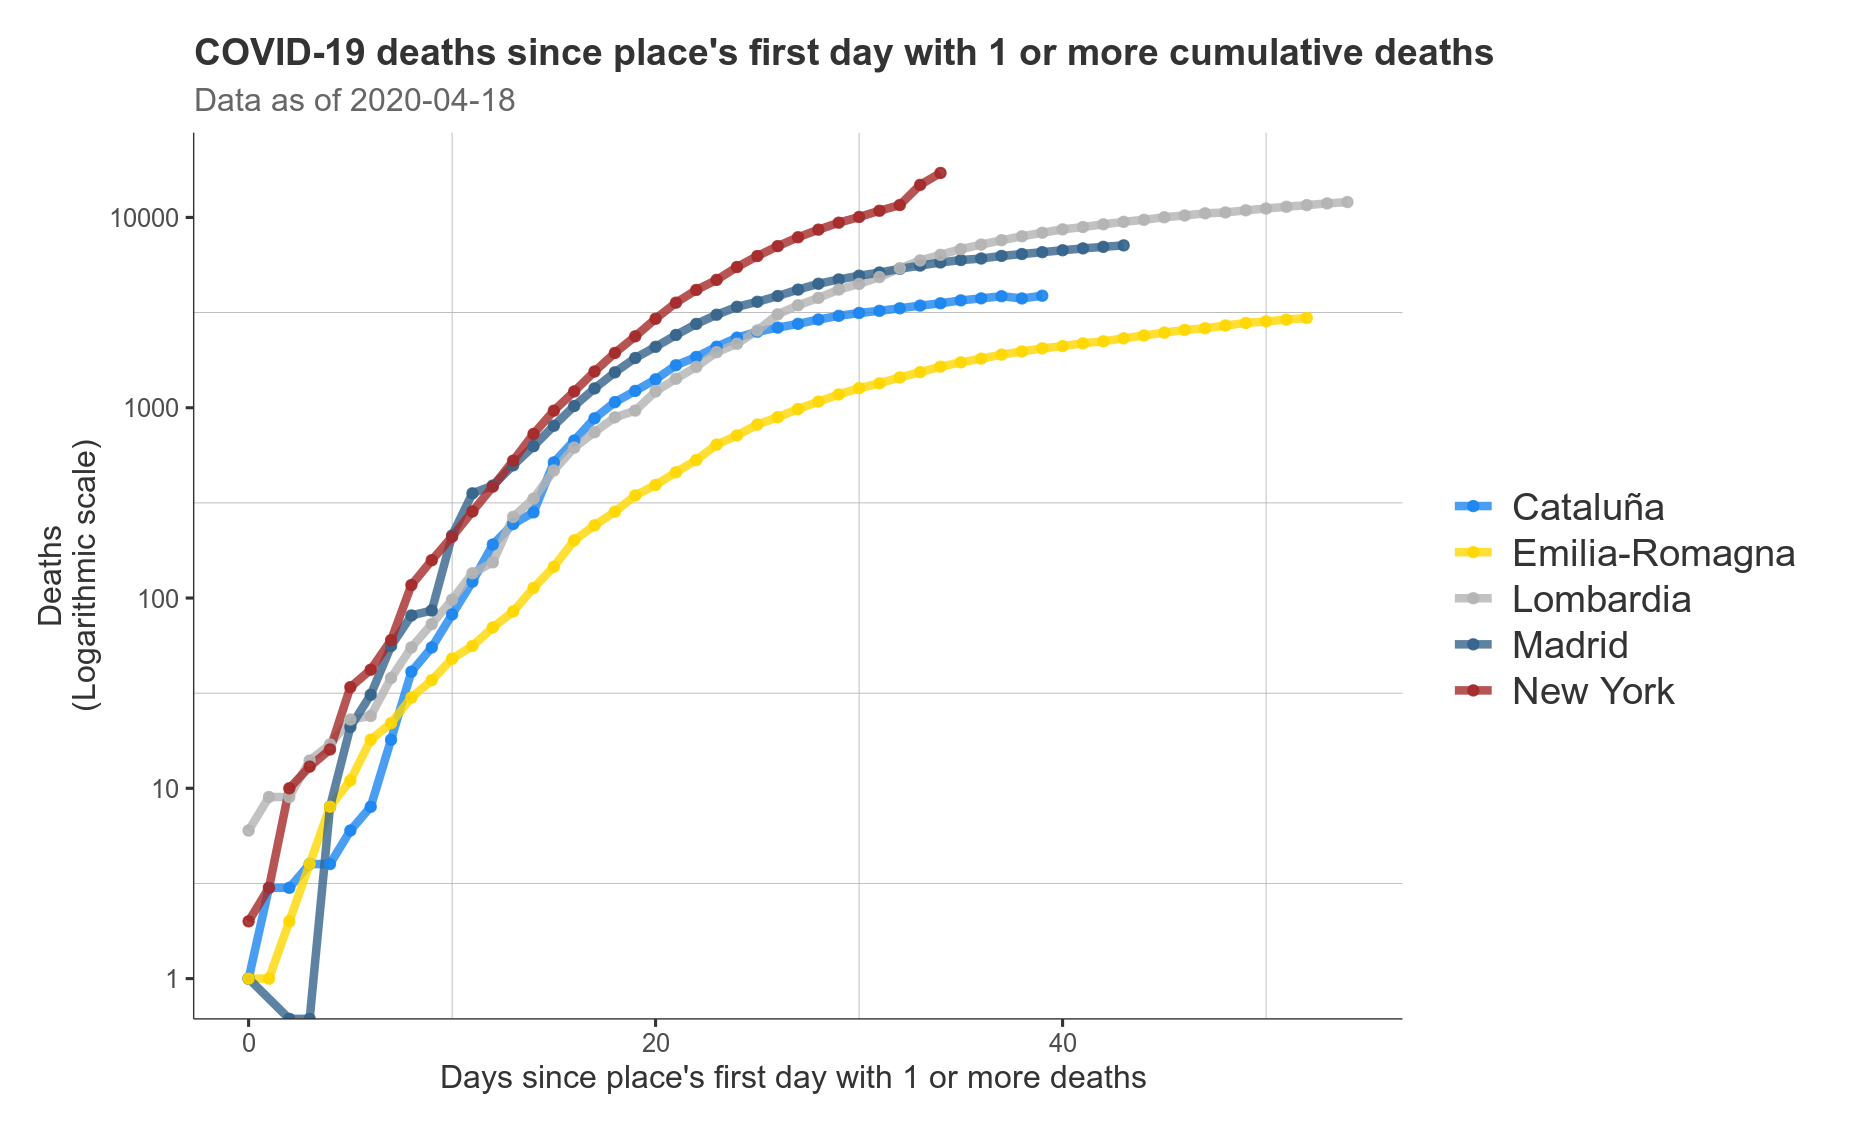 COVID-19 deaths since place's first day with 1 or more cumulative deaths
Data as of 2020-04-18
Deaths
(Logarithmic scale)
10000
1000
100
10
1
0
20
40
Days since place's first day with 1 or more deaths
Cataluña
Emilia-Romagna
Lombardia
Madrid
New York